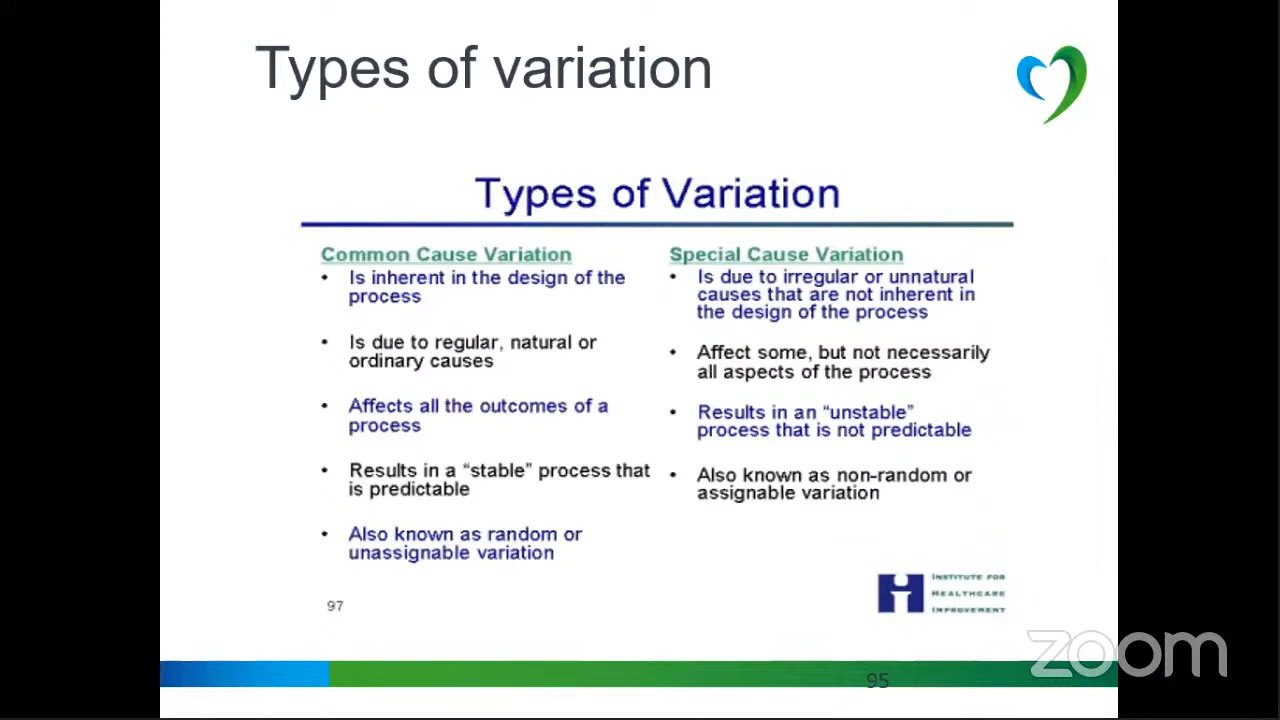 Types of variation
Types of Variation
Common Cause Variation
• Is inherent in the design of the
process
• Is due to regular, natural or
ordinary causes
• Affects all the outcomes of a
process
• Results in a “stable” process that
is predictable
• Also known as random or
unassignable variation
Special Cause Variation
• Is due to irregular or unnatural
causes that are not inherent in
the design of the process
• Affect some, but not necessarily
all aspects of the process
• Results in an “unstable”
process that is not predictable
• Also known as non-random or
assignable variation
97
INSTITUTE FOR
HEALTHCARE
IMPROVEMENT
95
zoom